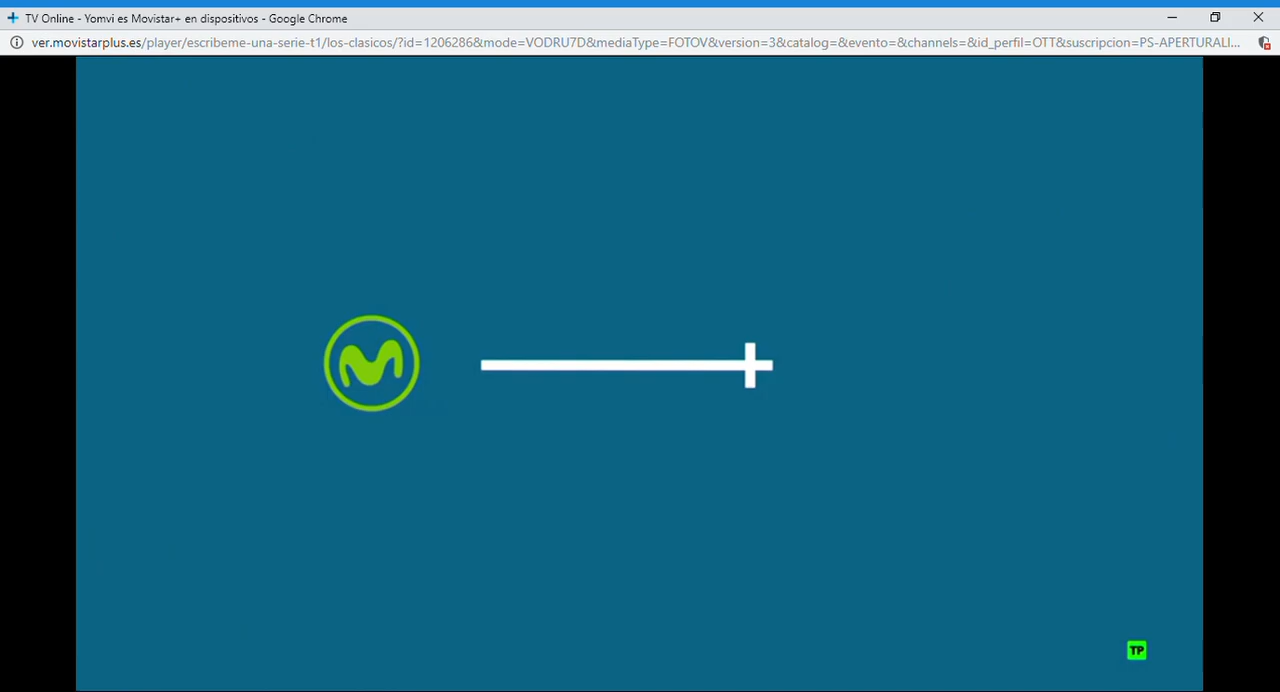 TV Online - Yomvi es Movistar+ en dispositivos - Google Chrome
ver.movistarplus.es/player/escribeme-una-serie-t1/los-clasicos/?id=1206286&mode=VODRU7D&mediaType=FOTOV&version=3&catalog=&evento=&channels=&id_perfil=OTT&suscripcion=PS-APERTURALI...
TP